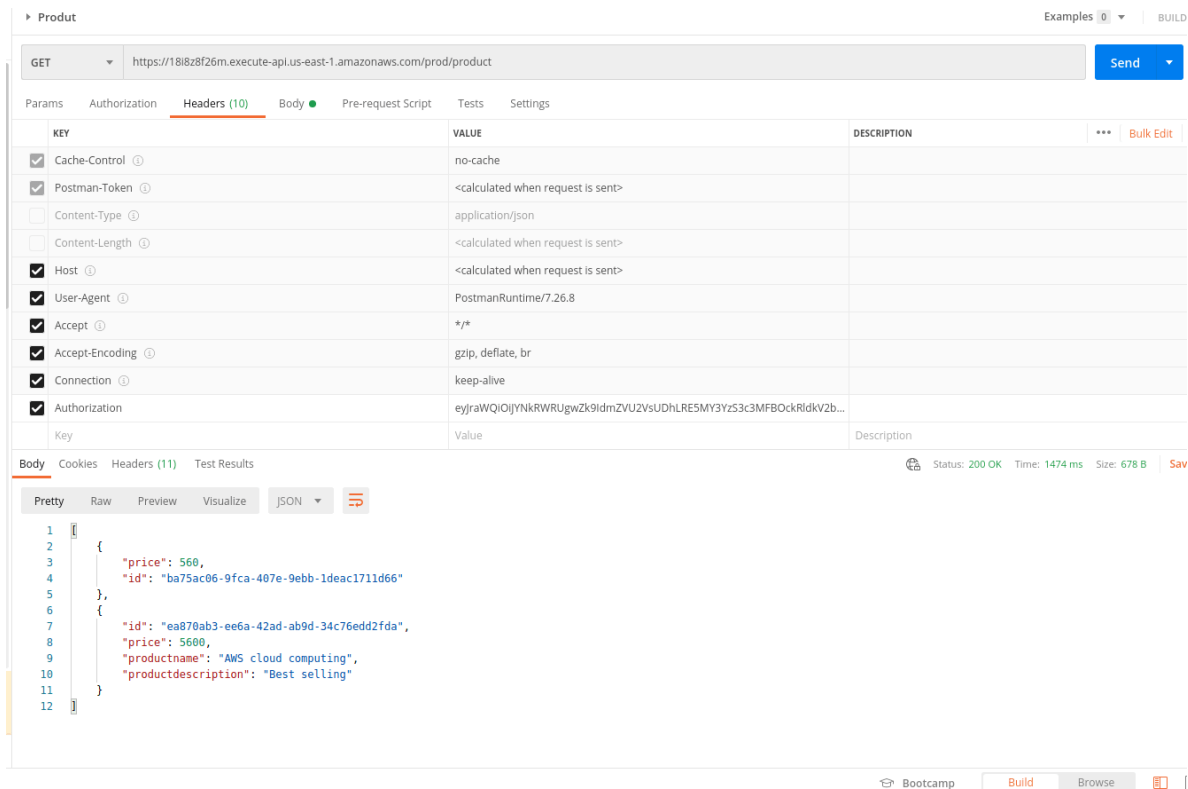 Produt Examples 0 BUILD
GET https://18i8z8f26m.execute-api.us-east-1.amazonaws.com/prod/product Send
Params Authorization Headers (10) Body Pre-request Script Tests Settings
KEY VALUE DESCRIPTION ••• Bulk Edit
Cache-Control no-cache
Postman-Token <calculated when request is sent>
Content-Type application/json
Content-Length <calculated when request is sent>
Host <calculated when request is sent>
User-Agent PostmanRuntime/7.26.8
Accept */*
Accept-Encoding gzip, deflate, br
Connection keep-alive
Authorization eyJraWQiOiJYNkRWRUgwZk9IdmZVU2VsUDhLRE5MY3YzS3c3MFBOckRldkV2b...
Key Value Description
Body Cookies Headers (11) Test Results Status: 200 OK Time: 1474 ms Size: 678 B Sav
Pretty Raw Preview Visualize JSON
1 [
2 {
3 "price": 560,
4 "id": "ba75ac06-9fca-407e-9ebb-1deac1711d66"
5 },
6 {
7 "id": "ea870ab3-ee6a-42ad-ab9d-34c76edd2fda",
8 "price": 5600,
9 "productname": "AWS cloud computing",
10 "productdescription": "Best selling"
11 }
12 ]
Bootcamp Build Browse